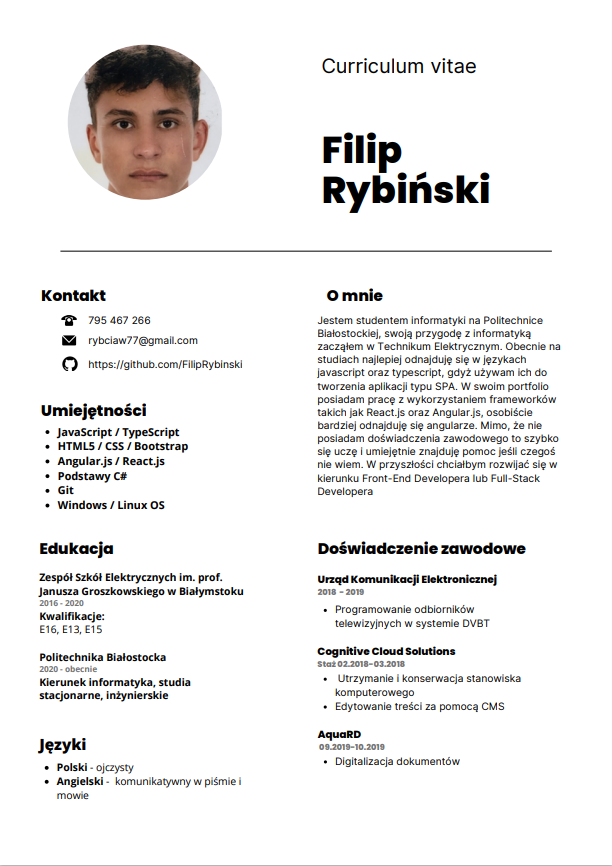 Curriculum vitae
Filip
Rybiński
Kontakt
795 467 266
rybciaw77@gmail.com
https://github.com/FilipRybinski
Umiejętności
JavaScript / TypeScript
HTML5 / CSS / Bootstrap
Angular.js / React.js
Podstawy C#
Git
Windows / Linux OS
Edukacja
Zespół Szkół Elektrycznych im. prof.
Janusza Groszkowskiego w Białymstoku
2016 - 2020
Kwalifikacje:
E16, E13, E15
Politechnika Białostocka
2020 - obecnie
Kierunek informatyka, studia
stacjonarne, inżynierskie
Języki
Polski - ojczysty
Angielski - komunikatywny w piśmie i
mowie
O mnie
Jestem studentem informatyki na Politechnice
Białostockiej, swoją przygodę z informatyką
zacząłem w Technikum Elektrycznym. Obecnie na
studiach najlepiej odnajduję się w językach
javascript oraz typescript, gdyż używam ich do
tworzenia aplikacji typu SPA. W swoim portfolio
posiadam pracę z wykorzystaniem frameworków
takich jak React.js oraz Angular.js, osobiście
bardziej odnajduję się angularze. Mimo, że nie
posiadam doświadczenia zawodowego to szybko
się uczę i umiejętnie znajduję pomoc jeśli czegoś
nie wiem. W przyszłości chciałbym rozwijać się w
kierunku Front-End Developera lub Full-Stack
Developera
Doświadczenie zawodowe
Urząd Komunikacji Elektronicznej
2018 - 2019
Programowanie odbiorników
telewizyjnych w systemie DVBT
Cognitive Cloud Solutions
Staż 02.2018-03.2018
Utrzymanie i konserwacja stanowiska
komputerowego
Edytowanie treści za pomocą CMS
AquaRD
09.2019-10.2019
Digitalizacja dokumentów